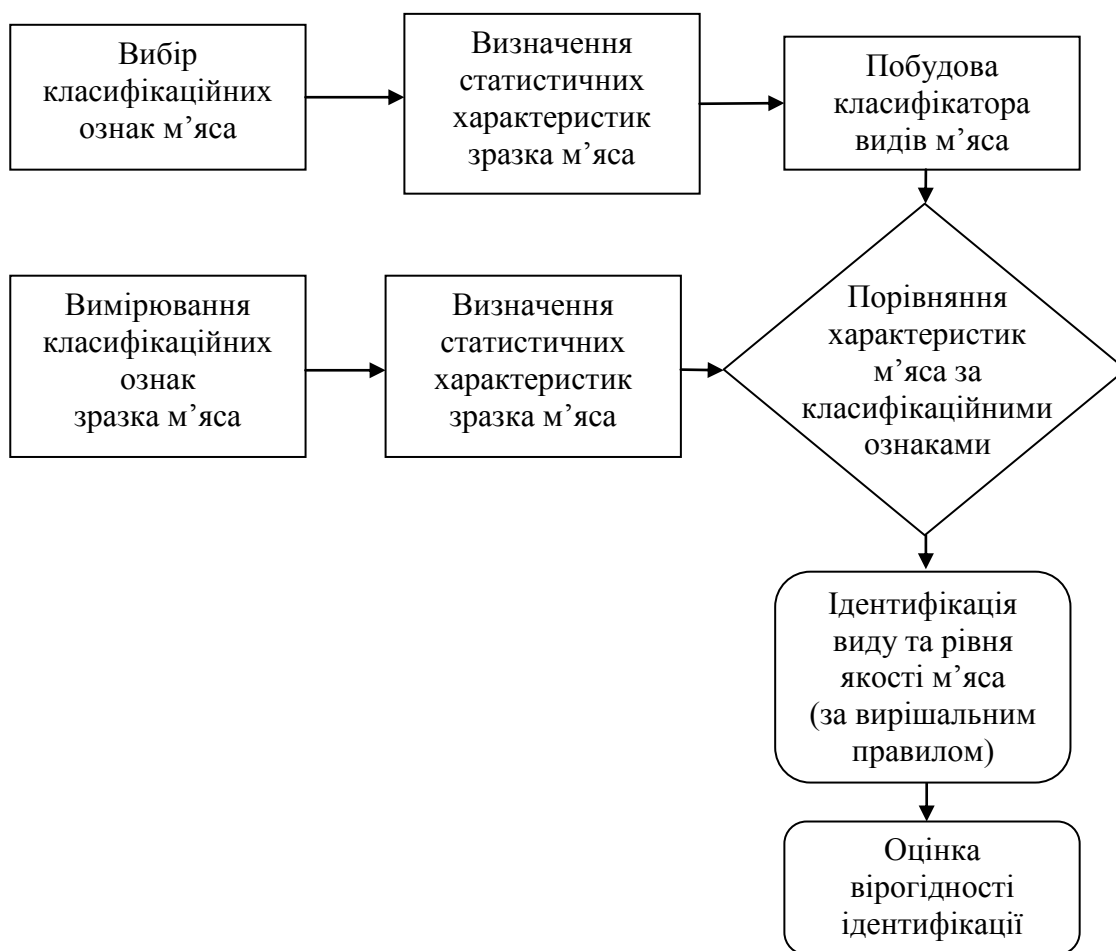 Вибір
класифікаційних
ознак м’яса
Визначення
статистичних
характеристик
зразка м’яса
Побудова
класифікатора
видів м’яса
Вимірювання
класифікаційних
ознак
зразка м’яса
Визначення
статистичних
характеристик
зразка м’яса
Порівняння
характеристик
м’яса за
класифікаційними
ознаками
Ідентифікація
виду та рівня
якості м’яса
(за вирішальним
правилом)
Оцінка
вірогідності
ідентифікації